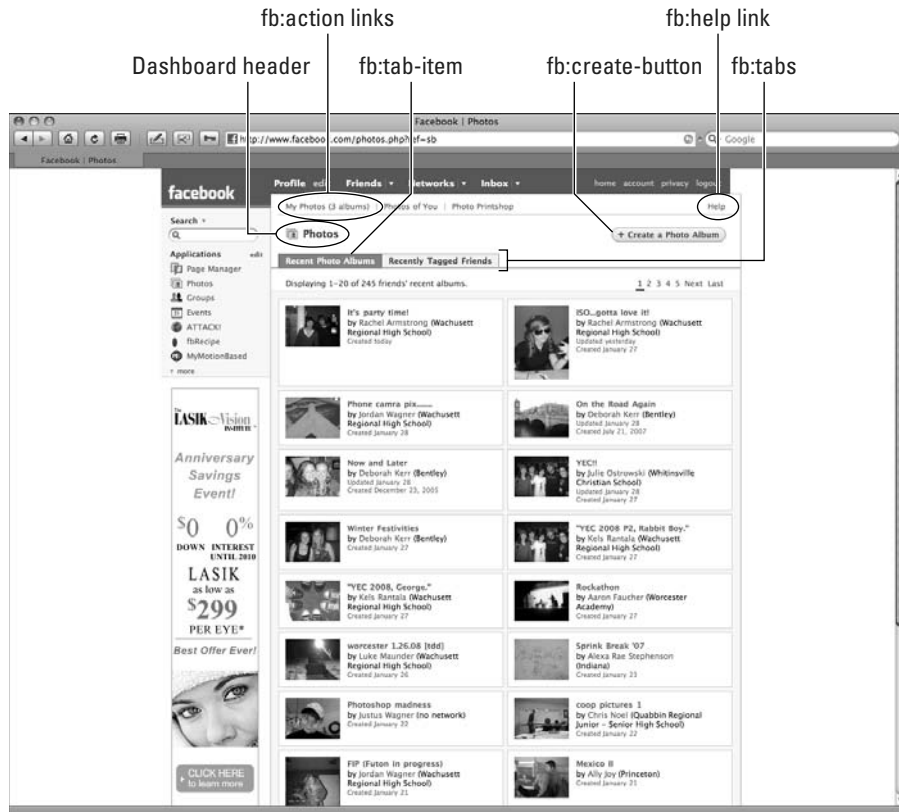 fb:action links
fb:help link
Dashboard header
fb:tab-item
fb:create-button
fb:tabs
Facebook | Photos
Google
Facebook | Photos
facebook
Profile edit Friends Networks Inbox
home account privacy logout
My Photos (3 albums) | Photos of You | Photo Printshop
Help
Search
Photos
+ Create a Photo Album
Applications edit
Page Manager
Photos
Groups
Events
ATTACK!
fbRecipe
MyMotionBased
more
Recent Photo Albums
Recently Tagged Friends
Displaying 1-20 of 245 friends' recent albums.
1 2 3 4 5 Next Last
It's party time!
by Rachel Armstrong (Wachusett
Regional High School)
Created today
ISO...gotta love it!
by Rachel Armstrong (Wachusett
Regional High School)
Updated yesterday
Created January 27
Phone camra pix......
by Jordan Wagner (Wachusett
Regional High School)
Created January 28
On the Road Again
by Deborah Kerr (Bentley)
Updated January 28
Created July 21, 2007
Now and Later
by Deborah Kerr (Bentley)
Updated January 28
Created December 23, 2005
YEC!!
by Julie Ostrowski (Whitinsville
Christian School)
Updated January 28
Created January 27
Winter Festivities
by Deborah Kerr (Bentley)
Created January 27
"YEC 2008 P2, Rabbit Boy."
by Kels Rantala (Wachusett
Regional High School)
Created January 27
"YEC 2008, George."
by Kels Rantala (Wachusett
Regional High School)
Created January 27
Rockathon
by Aaron Faucher (Worcester
Academy)
Created January 27
worcester 1.26.08 [tdd]
by Luke Maunder (Wachusett
Regional High School)
Created January 26
Sprink Break '07
by Alexa Rae Stephenson
(Indiana)
Created January 23
Photoshop madness
by Justus Wagner (no network)
Created January 22
coop pictures 1
by Chris Noel (Quabbin Regional
Junior - Senior High School)
Created January 22
FIP (Futon in progress)
by Jordan Wagner (Wachusett
Regional High School)
Created January 21
Mexico II
by Ally Joy (Princeton)
Created January 21
The
LASIK Vision
INSTITUTE
Anniversary
Savings
Event!
$0 0%
DOWN INTEREST
UNTIL 2010
LASIK
as low as
$299
PER EYE*
Best Offer Ever!
CLICK HERE
to learn more